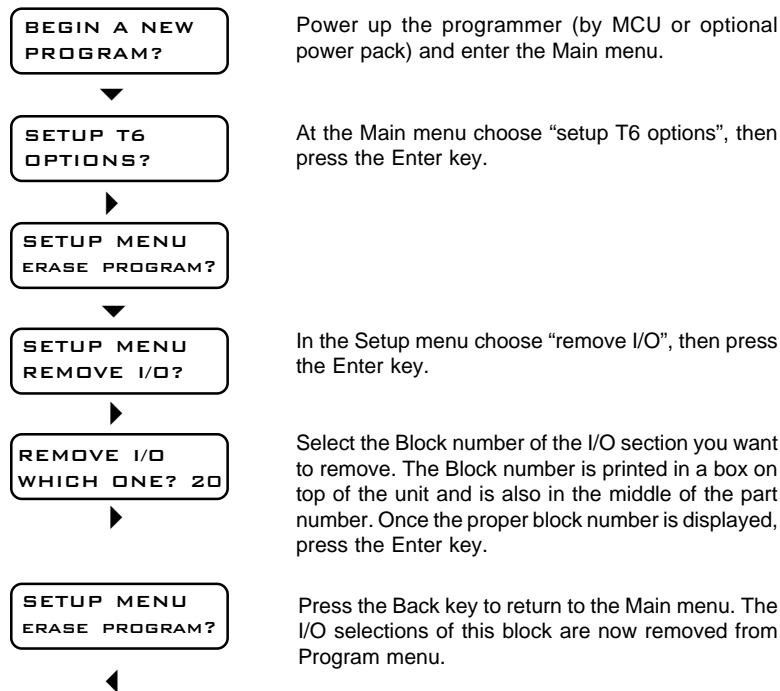 BEGIN A NEW
PROGRAM?
Power up the programmer (by MCU or optional
power pack) and enter the Main menu.
SETUP T6
OPTIONS?
At the Main menu choose “setup T6 options”, then
press the Enter key.
SETUP MENU
ERASE PROGRAM?
SETUP MENU
REMOVE I/O?
In the Setup menu choose “remove I/O”, then press
the Enter key.
REMOVE I/O
WHICH ONE? 20
Select the Block number of the I/O section you want
to remove. The Block number is printed in a box on
top of the unit and is also in the middle of the part
number. Once the proper block number is displayed,
press the Enter key.
SETUP MENU
ERASE PROGRAM?
Press the Back key to return to the Main menu. The
I/O selections of this block are now removed from
Program menu.